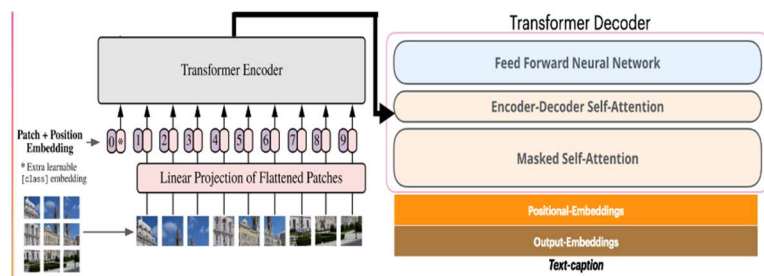 Transformer Decoder
Transformer Encoder
Feed Forward Neural Network
Encoder-Decoder Self-Attention
Masked Self-Attention
Patch + Position
Embedding
0 * 1 2 3 4 5 6 7 8 9
* Extra learnable
[class] embedding
Linear Projection of Flattened Patches
Positional-Embeddings
Output-Embeddings
Text-caption